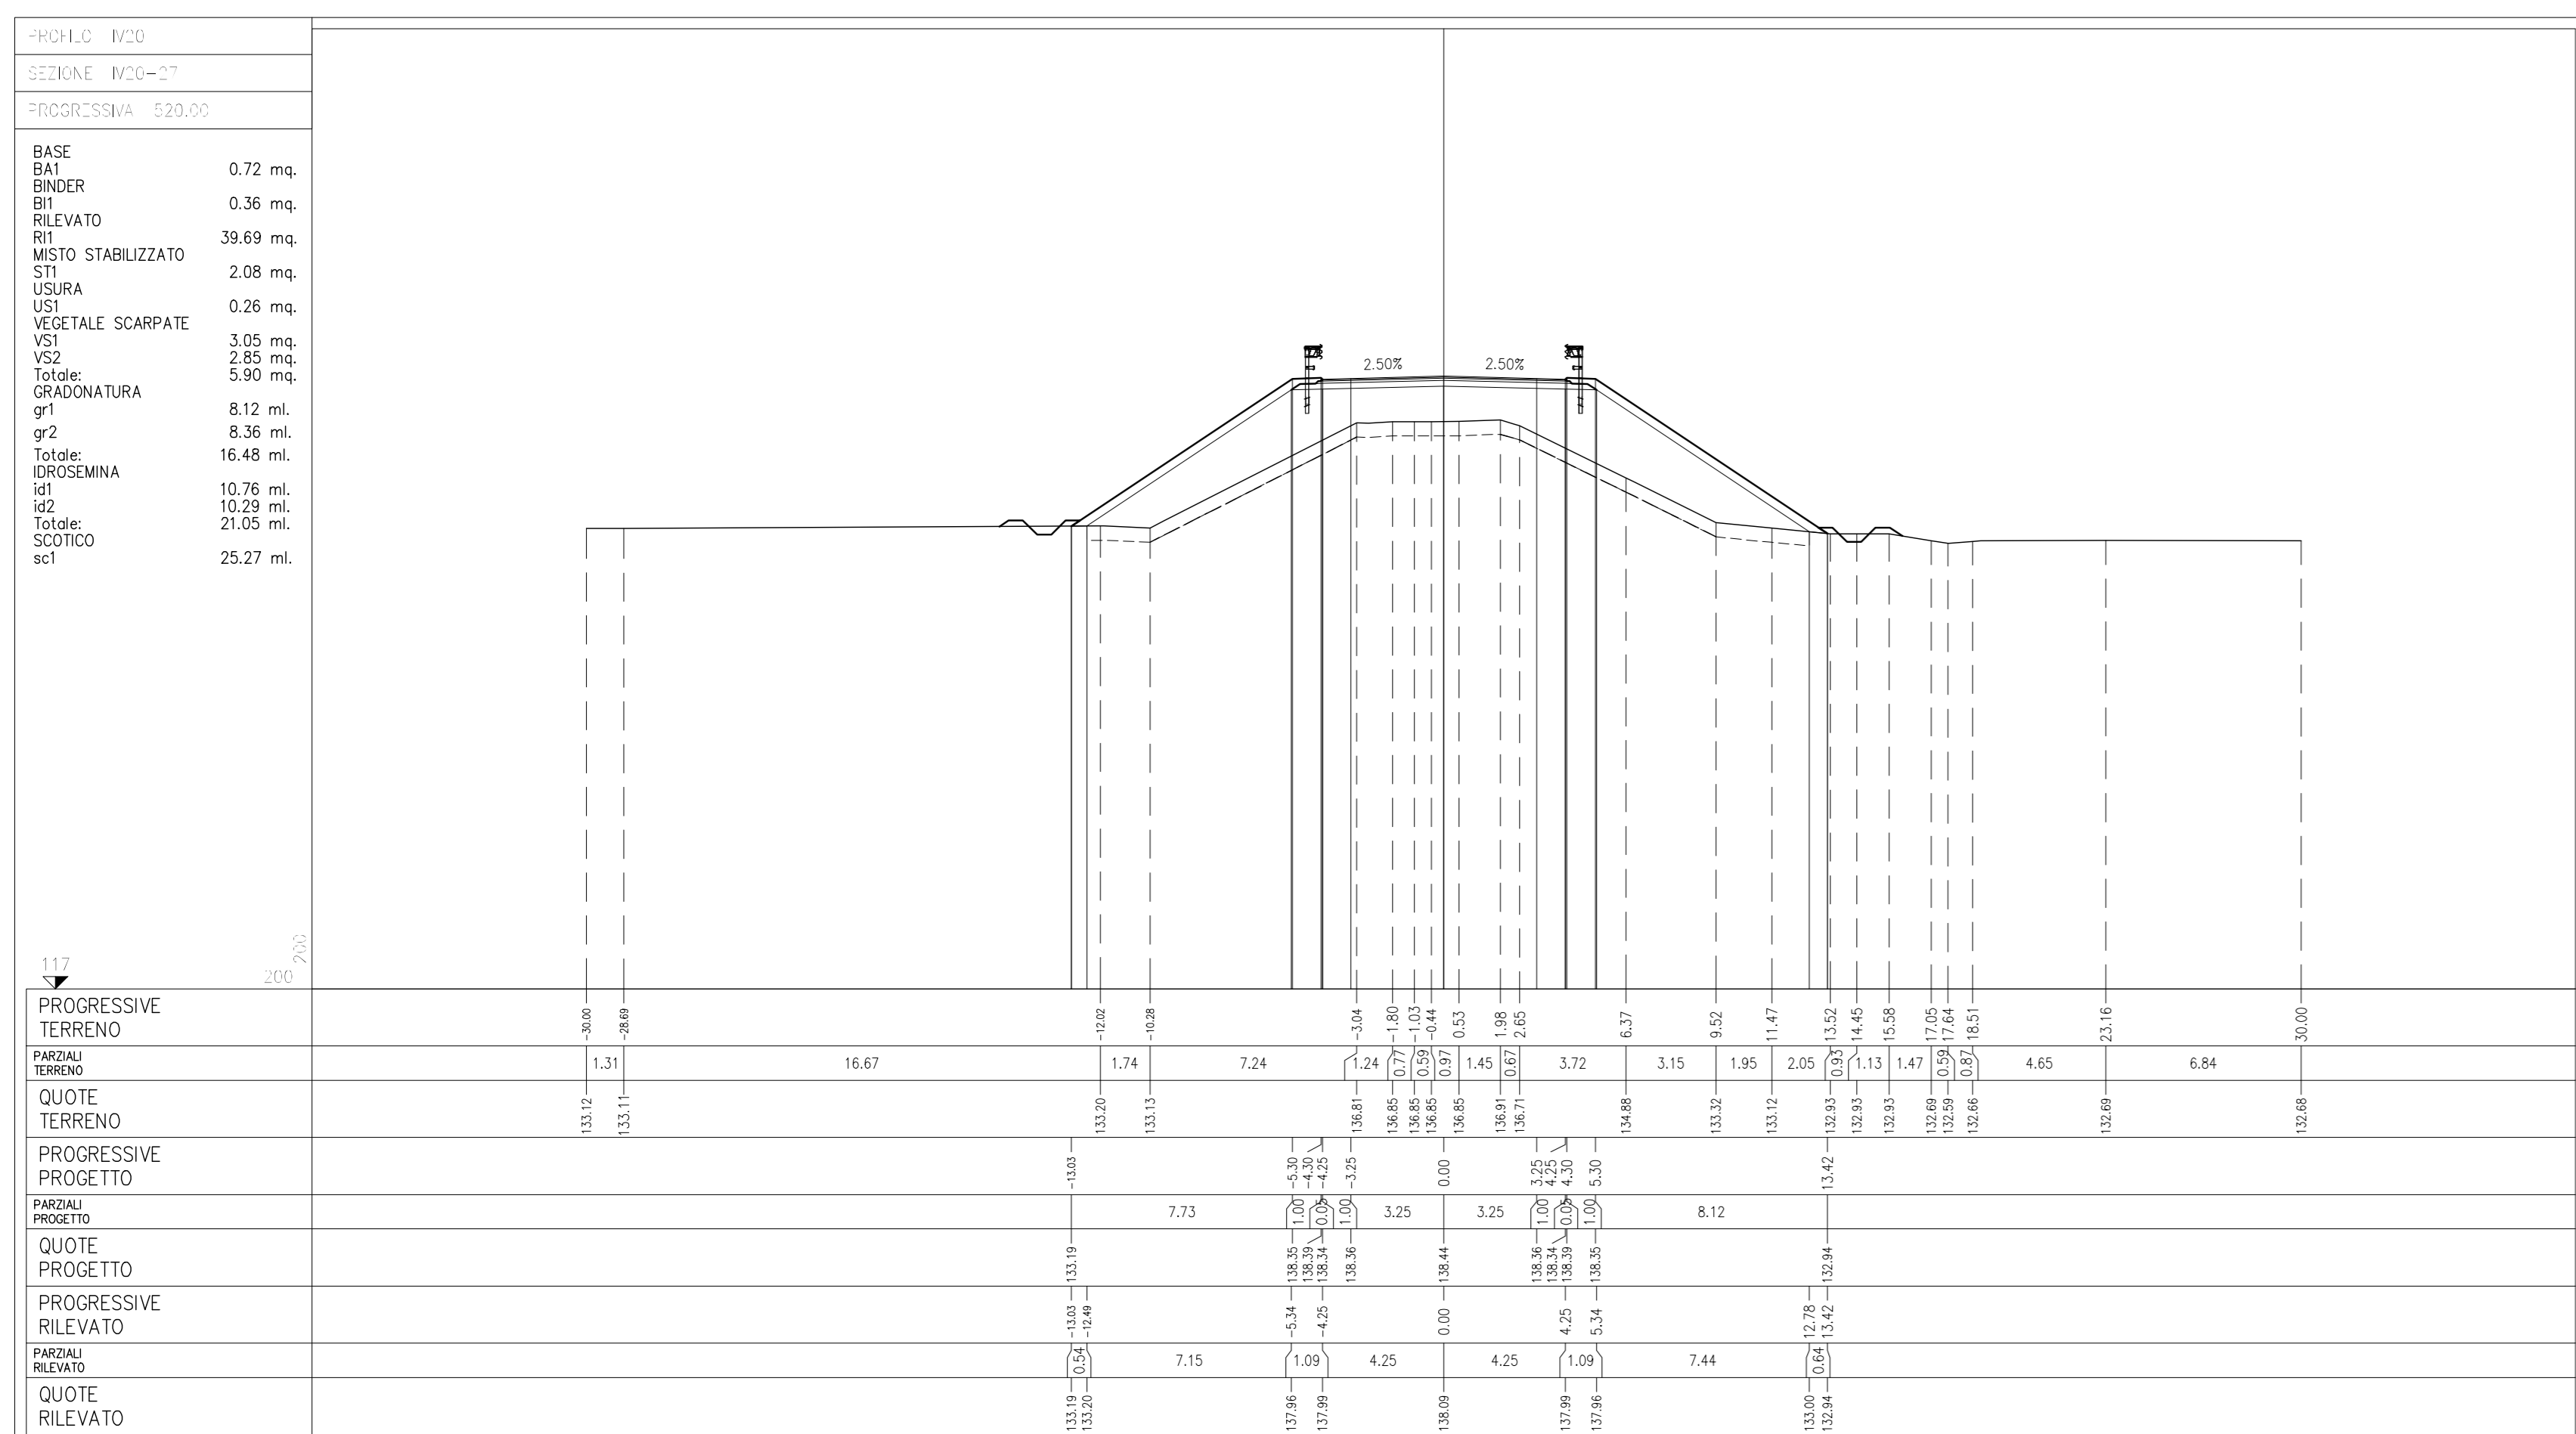 PROFILO IV20
SEZIONE IV20-27
PROGRESSIVA 520.00
BASE
BA1 0.72 mq.
BINDER
BI1 0.36 mq.
RILEVATO
RI1 39.69 mq.
MISTO STABILIZZATO
ST1 2.08 mq.
USURA
US1 0.26 mq.
VEGETALE SCARPATE
VS1 3.05 mq.
VS2 2.85 mq.
Totale: 5.90 mq.
GRADONATURA
gr1 8.12 ml.
gr2 8.36 ml.
Totale: 16.48 ml.
IDROSEMINA
id1 10.76 ml.
id2 10.29 ml.
Totale: 21.05 ml.
SCOTICO
sc1 25.27 ml.
2.50% 2.50%
200
117 200
PROGRESSIVE
TERRENO
-30.00 -28.69 -12.02 -10.28 -3.04 -1.80 -1.03 -0.44 0.53 1.98 2.65 6.37 9.52 11.47 13.52 14.45 15.58 17.05 17.64 18.51 23.16 30.00
PARZIALI
TERRENO
1.31 16.67 1.74 7.24 1.24 0.77 0.59 0.97 1.45 0.67 3.72 3.15 1.95 2.05 0.93 1.13 1.47 0.59 0.87 4.65 6.84
QUOTE
TERRENO
133.12 133.11 133.20 133.13 136.81 136.85 136.85 136.85 136.85 136.91 136.71 134.88 133.32 133.12 132.93 132.93 132.93 132.69 132.59 132.66 132.69 132.68
PROGRESSIVE
PROGETTO
-13.03 -5.30 -4.30 -4.25 -3.25 0.00 3.25 4.25 4.30 5.30 13.42
PARZIALI
PROGETTO
7.73 1.00 0.05 1.00 3.25 3.25 1.00 0.05 1.00 8.12
QUOTE
PROGETTO
133.19 138.35 138.39 138.34 138.36 138.44 138.36 138.34 138.39 138.35 132.94
PROGRESSIVE
RILEVATO
-13.03 -12.49 -5.34 -4.25 0.00 4.25 5.34 12.78 13.42
PARZIALI
RILEVATO
0.54 7.15 1.09 4.25 4.25 1.09 7.44 0.64
QUOTE
RILEVATO
133.19 133.20 137.96 137.99 138.09 137.99 137.96 133.00 132.94